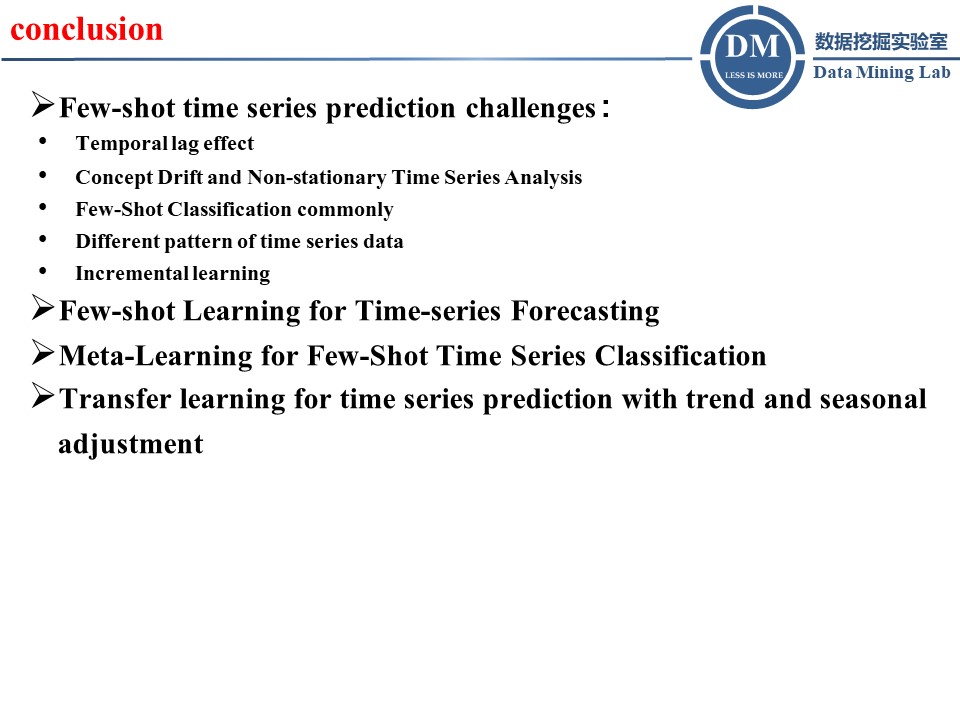 conclusion
DM
LESS IS MORE
数据挖掘实验室
Data Mining Lab
➢Few-shot time series prediction challenges：
• Temporal lag effect
• Concept Drift and Non-stationary Time Series Analysis
• Few-Shot Classification commonly
• Different pattern of time series data
• Incremental learning
➢Few-shot Learning for Time-series Forecasting
➢Meta-Learning for Few-Shot Time Series Classification
➢Transfer learning for time series prediction with trend and seasonal
adjustment